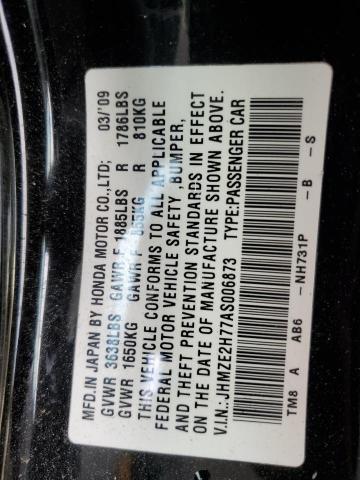 MFD.IN JAPAN BY HONDA MOTOR CO.,LTD; 03/'09
GVWR 3638LBS GAWR F 1885LBS R 1786LBS
GVWR 1650KG GAWR F 855KG R 810KG
THIS VEHICLE CONFORMS TO ALL APPLICABLE
FEDERAL MOTOR VEHICLE SAFETY ,BUMPER,
AND THEFT PREVENTION STANDARDS IN EFFECT
ON THE DATE OF MANUFACTURE SHOWN ABOVE.
V.I.N.:JHMZE2H77AS006873 TYPE:PASSENGER CAR
TM8 A AB6 -NH731P -B -S